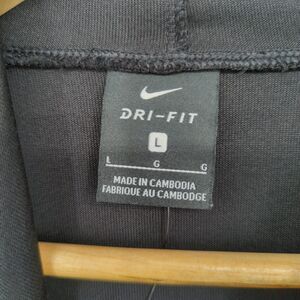 DRI-FIT
L
L G G
MADE IN CAMBODIA
FABRIQUE AU CAMBODGE